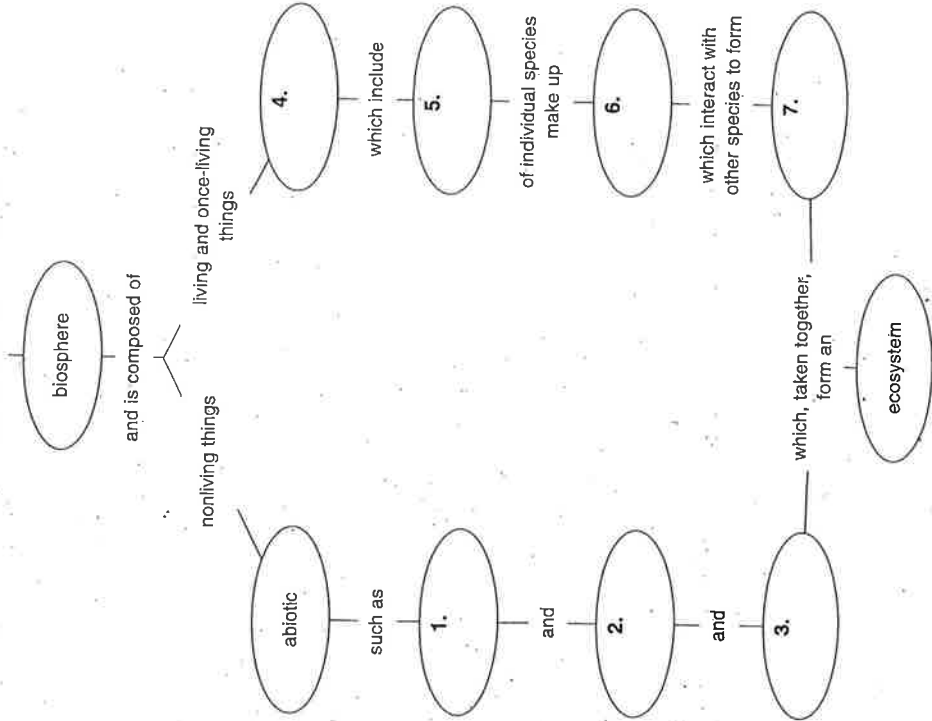 biosphere
and is composed of
nonliving things
living and once-living
things
abiotic
4.
such as
which include
1.
5.
and
of individual species
make up
2.
6.
and
which interact with
other species to form
3.
7.
which, taken together,
form an
ecosystem